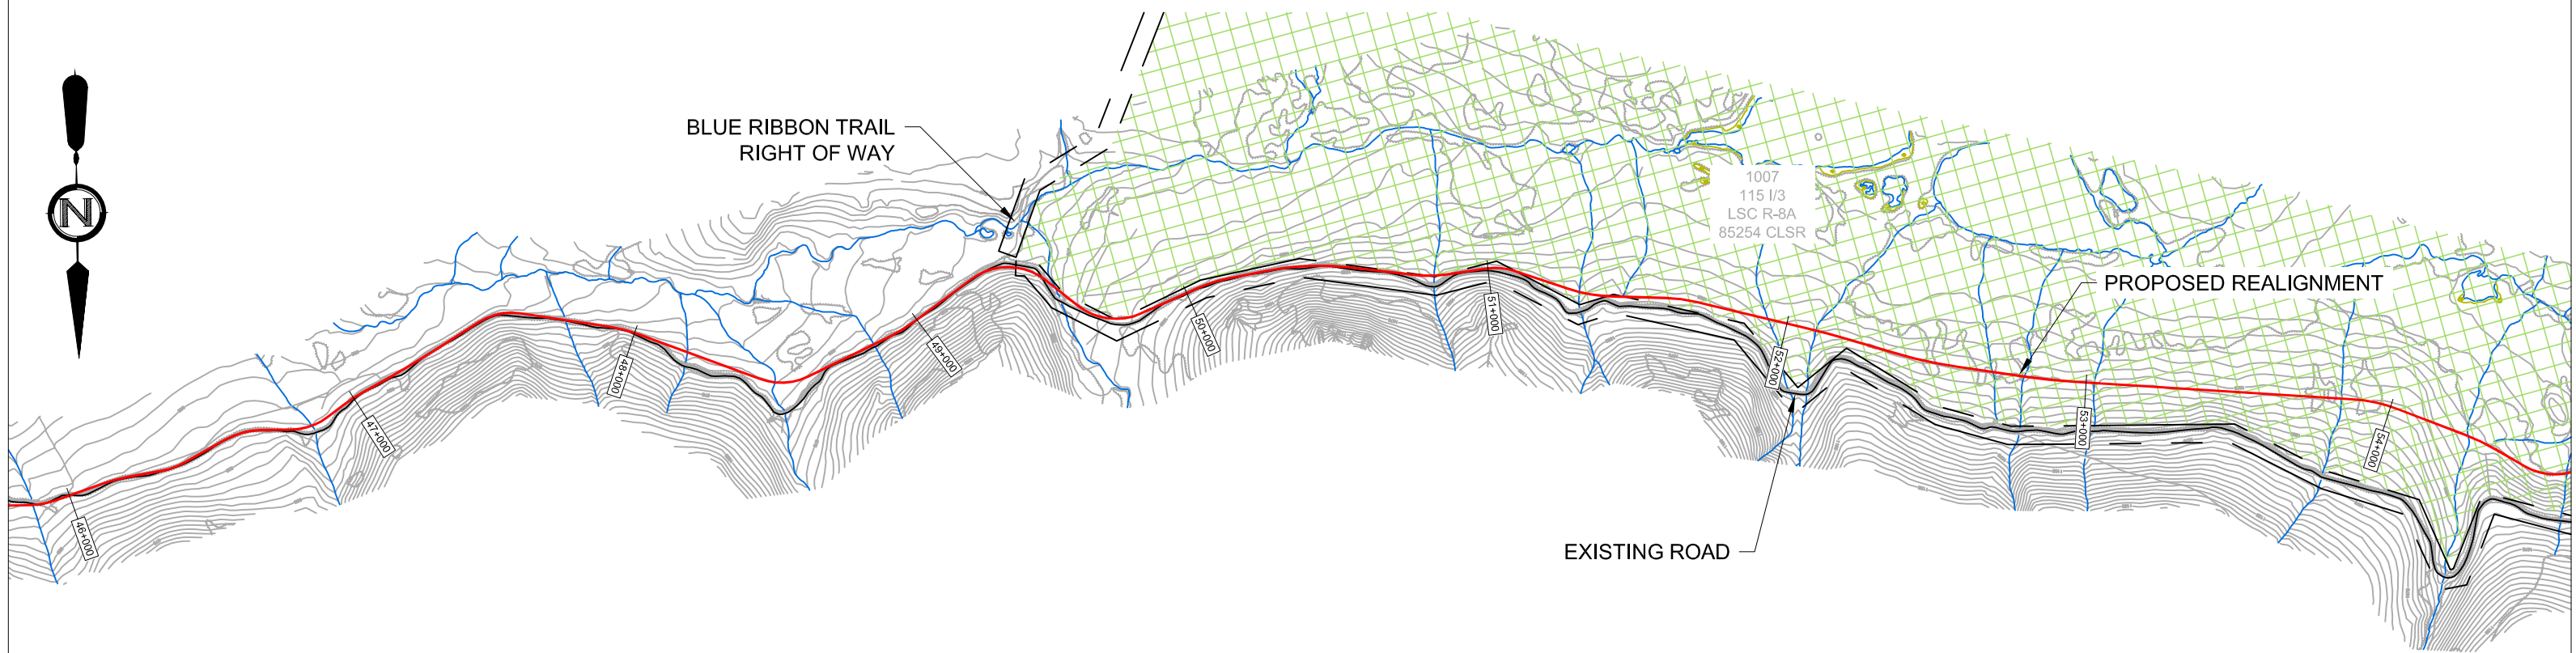 BLUE RIBBON TRAIL
RIGHT OF WAY
N
1007
115 I/3
LSC R-8A
85254 CLSR
PROPOSED REALIGNMENT
EXISTING ROAD
46+000
47+000
48+000
49+000
50+000
51+000
52+000
53+000
54+000